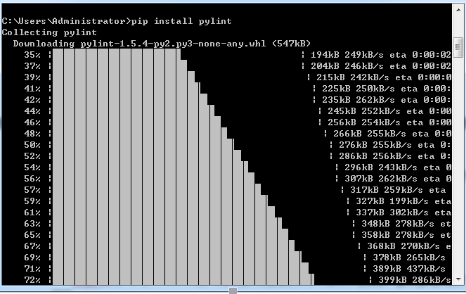 C:\Users\Administrator>pip install pylint
Collecting pylint
Downloading pylint-1.5.4-py2.py3-none-any.whl (547kB)
35% | | 194kB 249kB/s eta 0:00:02
37% | | 204kB 246kB/s eta 0:00:02
39% | | 215kB 242kB/s eta 0:00:0
41% | | 225kB 250kB/s eta 0:00:
42% | | 235kB 262kB/s eta 0:00:
44% | | 245kB 252kB/s eta 0:00
46% | | 256kB 254kB/s eta 0:00
48% | | 266kB 255kB/s eta 0:0
50% | | 276kB 255kB/s eta 0:
52% | | 286kB 256kB/s eta 0:
54% | | 296kB 243kB/s eta 0
56% | | 307kB 262kB/s eta 0
57% | | 317kB 259kB/s eta
59% | | 327kB 199kB/s eta
61% | | 337kB 302kB/s eta
63% | | 348kB 278kB/s et
65% | | 358kB 278kB/s et
67% | | 368kB 270kB/s e
69% | | 378kB 265kB/s
71% | | 389kB 437kB/s
72% | | 399kB 286kB/s